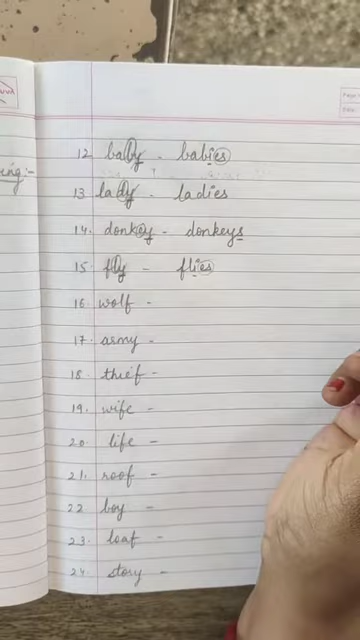 12. baby - babies
13. lady - ladies
14. donkey - donkeys
15. fly - flies
16. wolf -
17. army -
18. thief -
19. wife -
20. life -
21. roof -
22 boy -
23. loaf -
24. story -